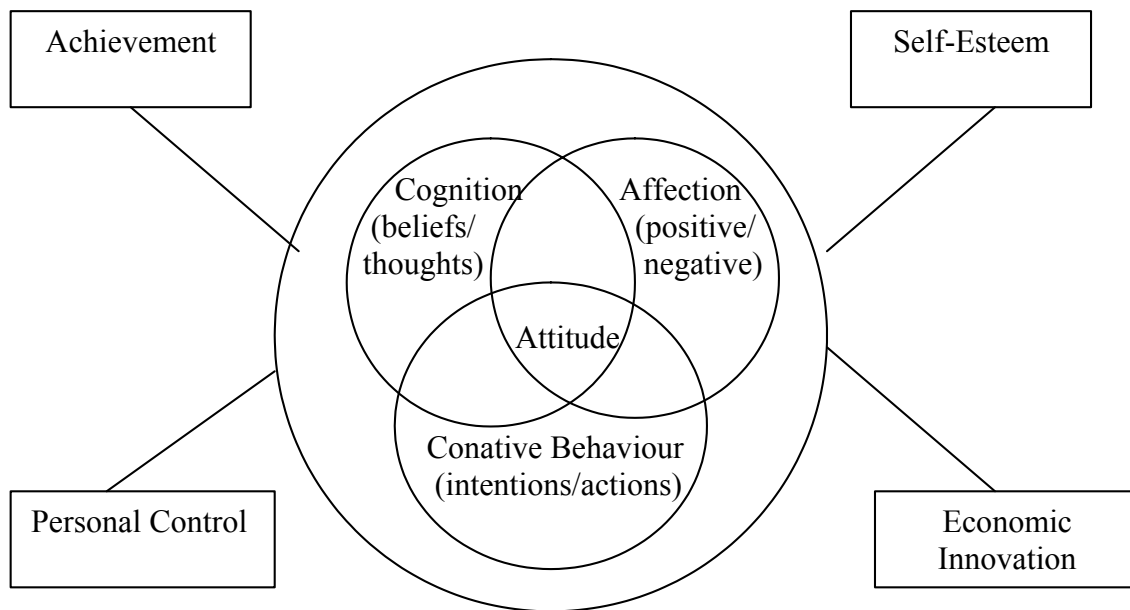 Achievement
Self-Esteem
Cognition
(beliefs/
thoughts)
Affection
(positive/
negative)
Attitude
Conative Behaviour
(intentions/actions)
Personal Control
Economic
Innovation